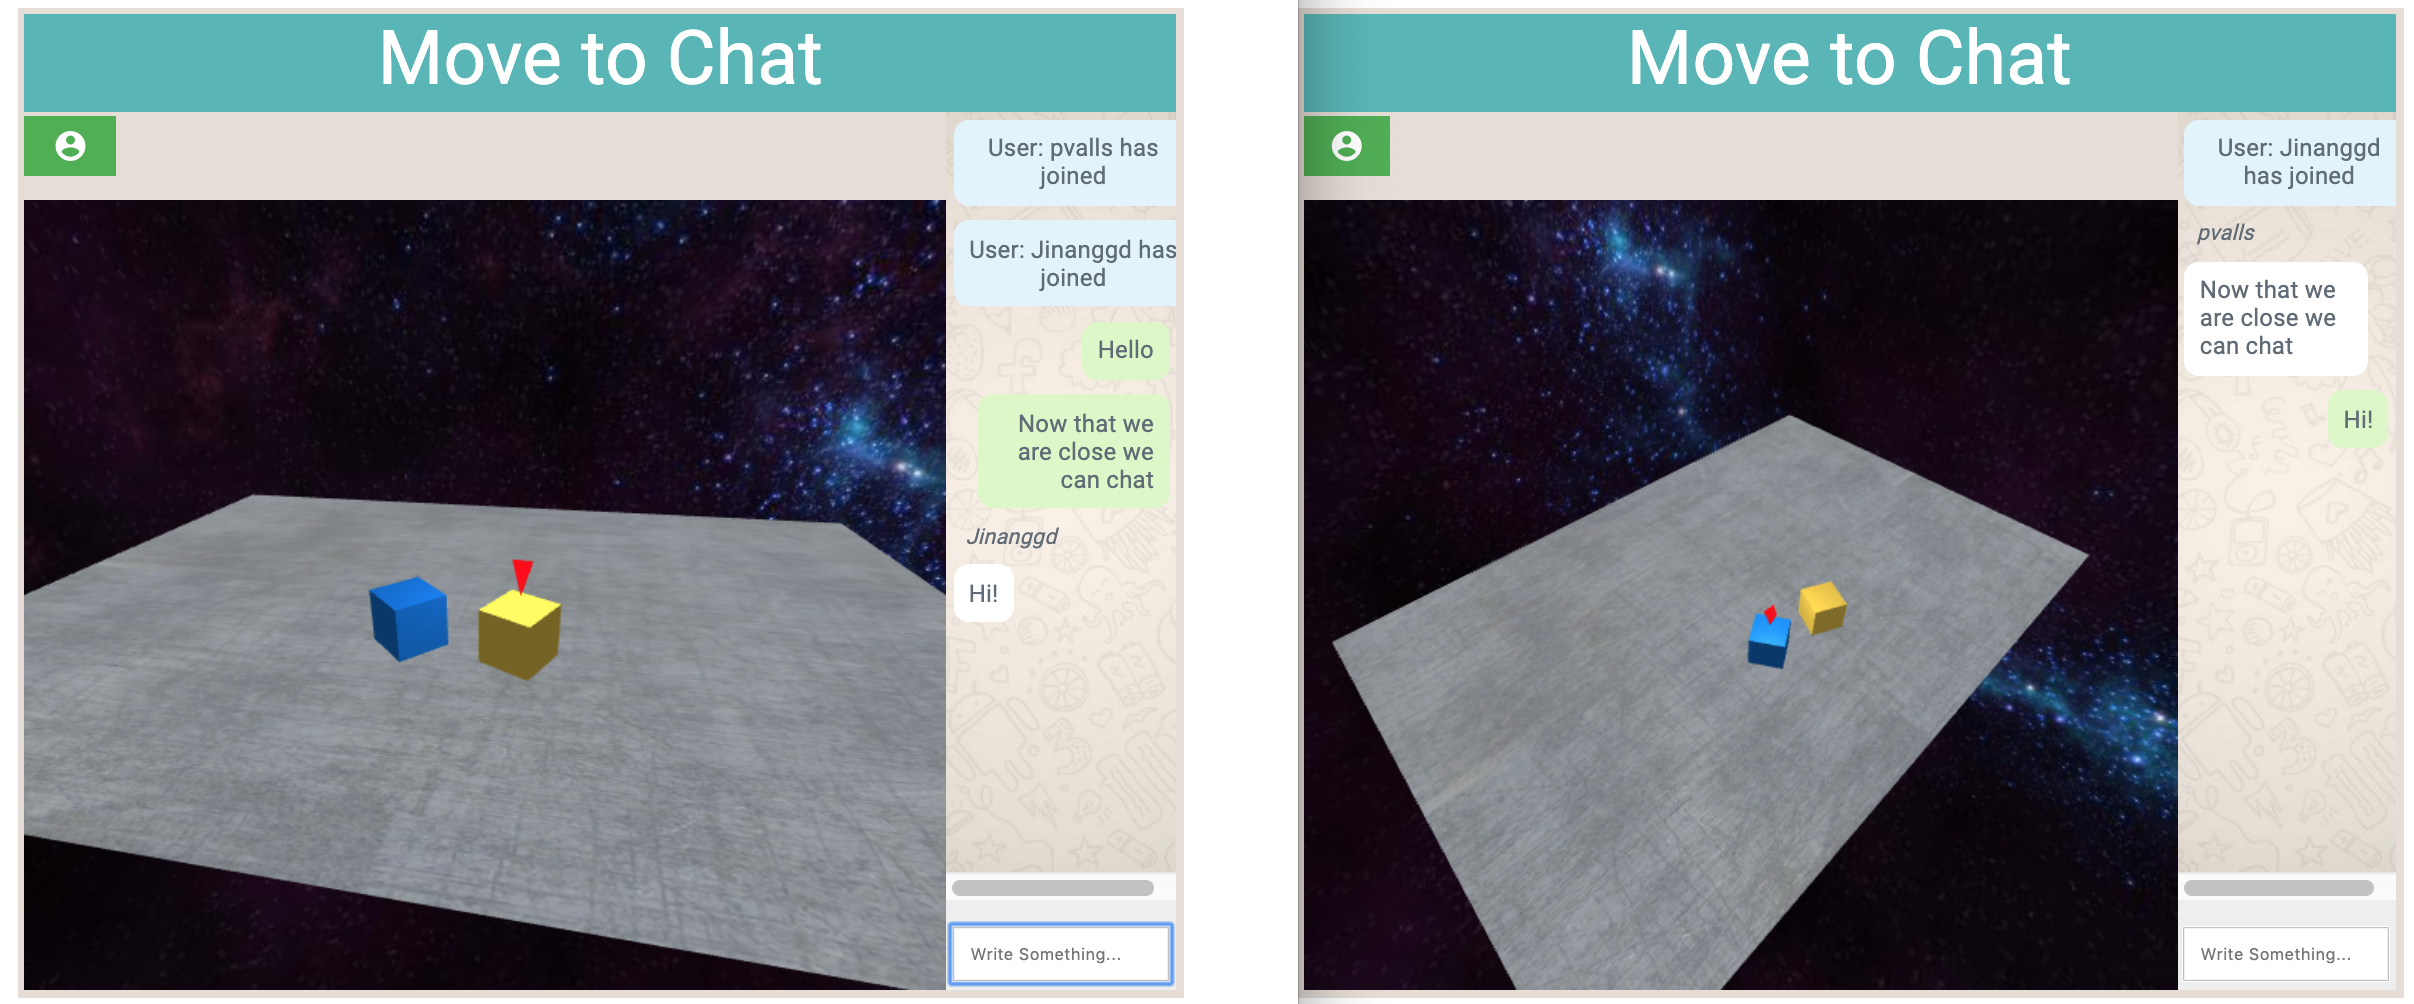 Move to Chat
User: pvalls has
joined
User: Jinanggd has
joined
Hello
Now that we
are close we
can chat
Jinanggd
Hi!
Write Something...
Move to Chat
User: Jinanggd
has joined
pvalls
Now that we
are close we
can chat
Hi!
Write Something...